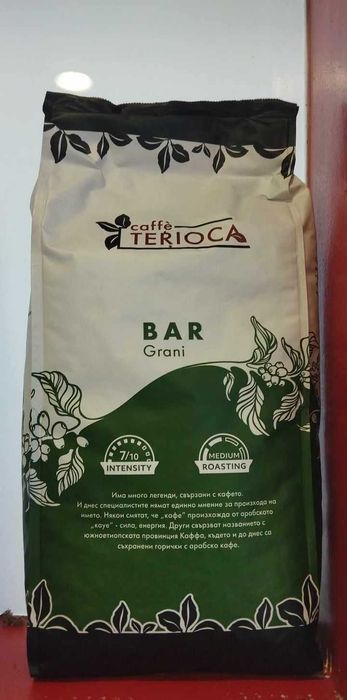 caffè
TERIOCA
BAR
Grani
7/10
INTENSITY
MEDIUM
ROASTING
Има много легенди, свързани с кафето.
И днес специалистите нямат единно мнение за произхода на
името. Някои смятат, че „кофе" произхожда от арабското
„кауе" - сила, енергия. Други свързват названието с
южноетиопската провинция Каффа, където и до днес са
съхранени горички с арабско кафе.